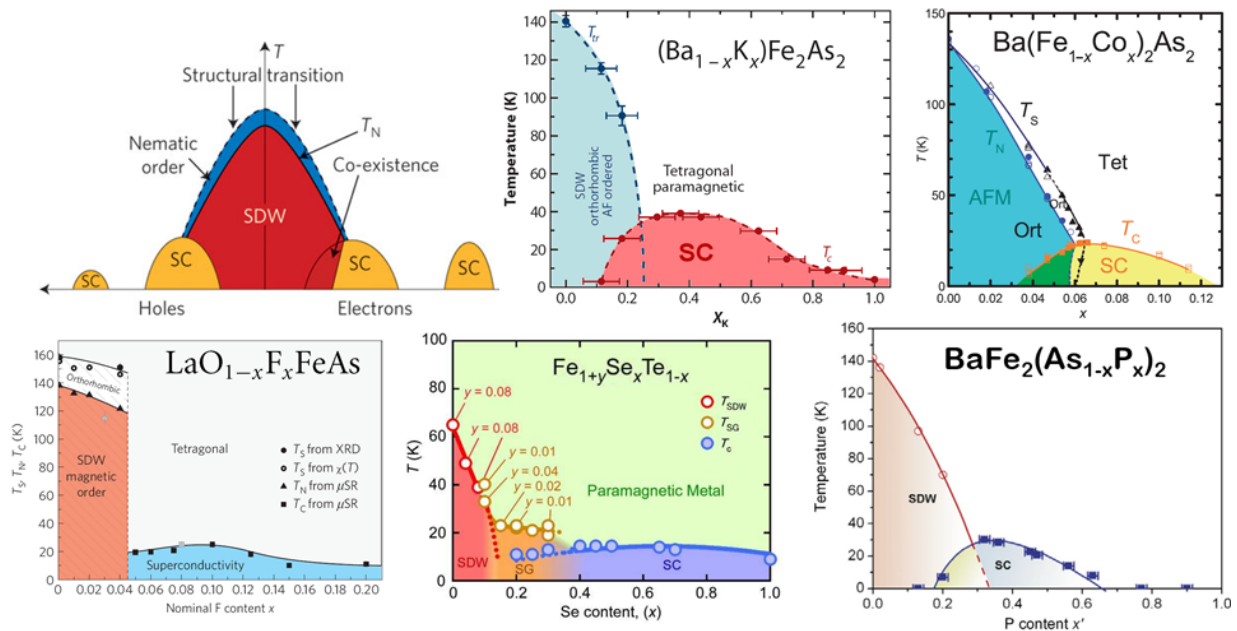 T
Structural transition
T_N
Nematic
order
Co-existence
SDW
SC
SC
SC
SC
Holes
Electrons
(Ba1−xKx)Fe2As2
Temperature (K)
140
120
100
80
60
40
20
0
T_tr
SDW
orthorhombic
AF ordered
Tetragonal
paramagnetic
SC
T_c
0.0 0.2 0.4 0.6 0.8 1.0
X_K
Ba(Fe1−xCox)2As2
T (K)
150
100
50
0
T_S
T_N
Tet
AFM
Ort
Ort
T_C
SC
0.00 0.02 0.04 0.06 0.08 0.10 0.12
x
LaO1−xFxFeAs
T_S, T_N, T_C (K)
160
140
120
100
80
60
40
20
0
Orthorhombic
Tetragonal
SDW
magnetic
order
T_S from XRD
T_S from χ(T)
T_N from μSR
T_C from μSR
Superconductivity
0.00 0.02 0.04 0.06 0.08 0.10 0.12 0.14 0.16 0.18 0.20
Nominal F content x
Fe1+ySexTe1-x
T (K)
100
80
60
40
20
0
y = 0.08
y = 0.08
y = 0.01
y = 0.04
y = 0.02
y = 0.01
T_SDW
T_SG
T_c
Paramagnetic Metal
SDW
SG
SC
0.0 0.2 0.4 0.6 0.8 1.0
Se content, (x)
BaFe2(As1-xPx)2
Temperature (K)
160
140
120
100
80
60
40
20
0
SDW
SC
0.0 0.2 0.4 0.6 0.8 1.0
P content x'